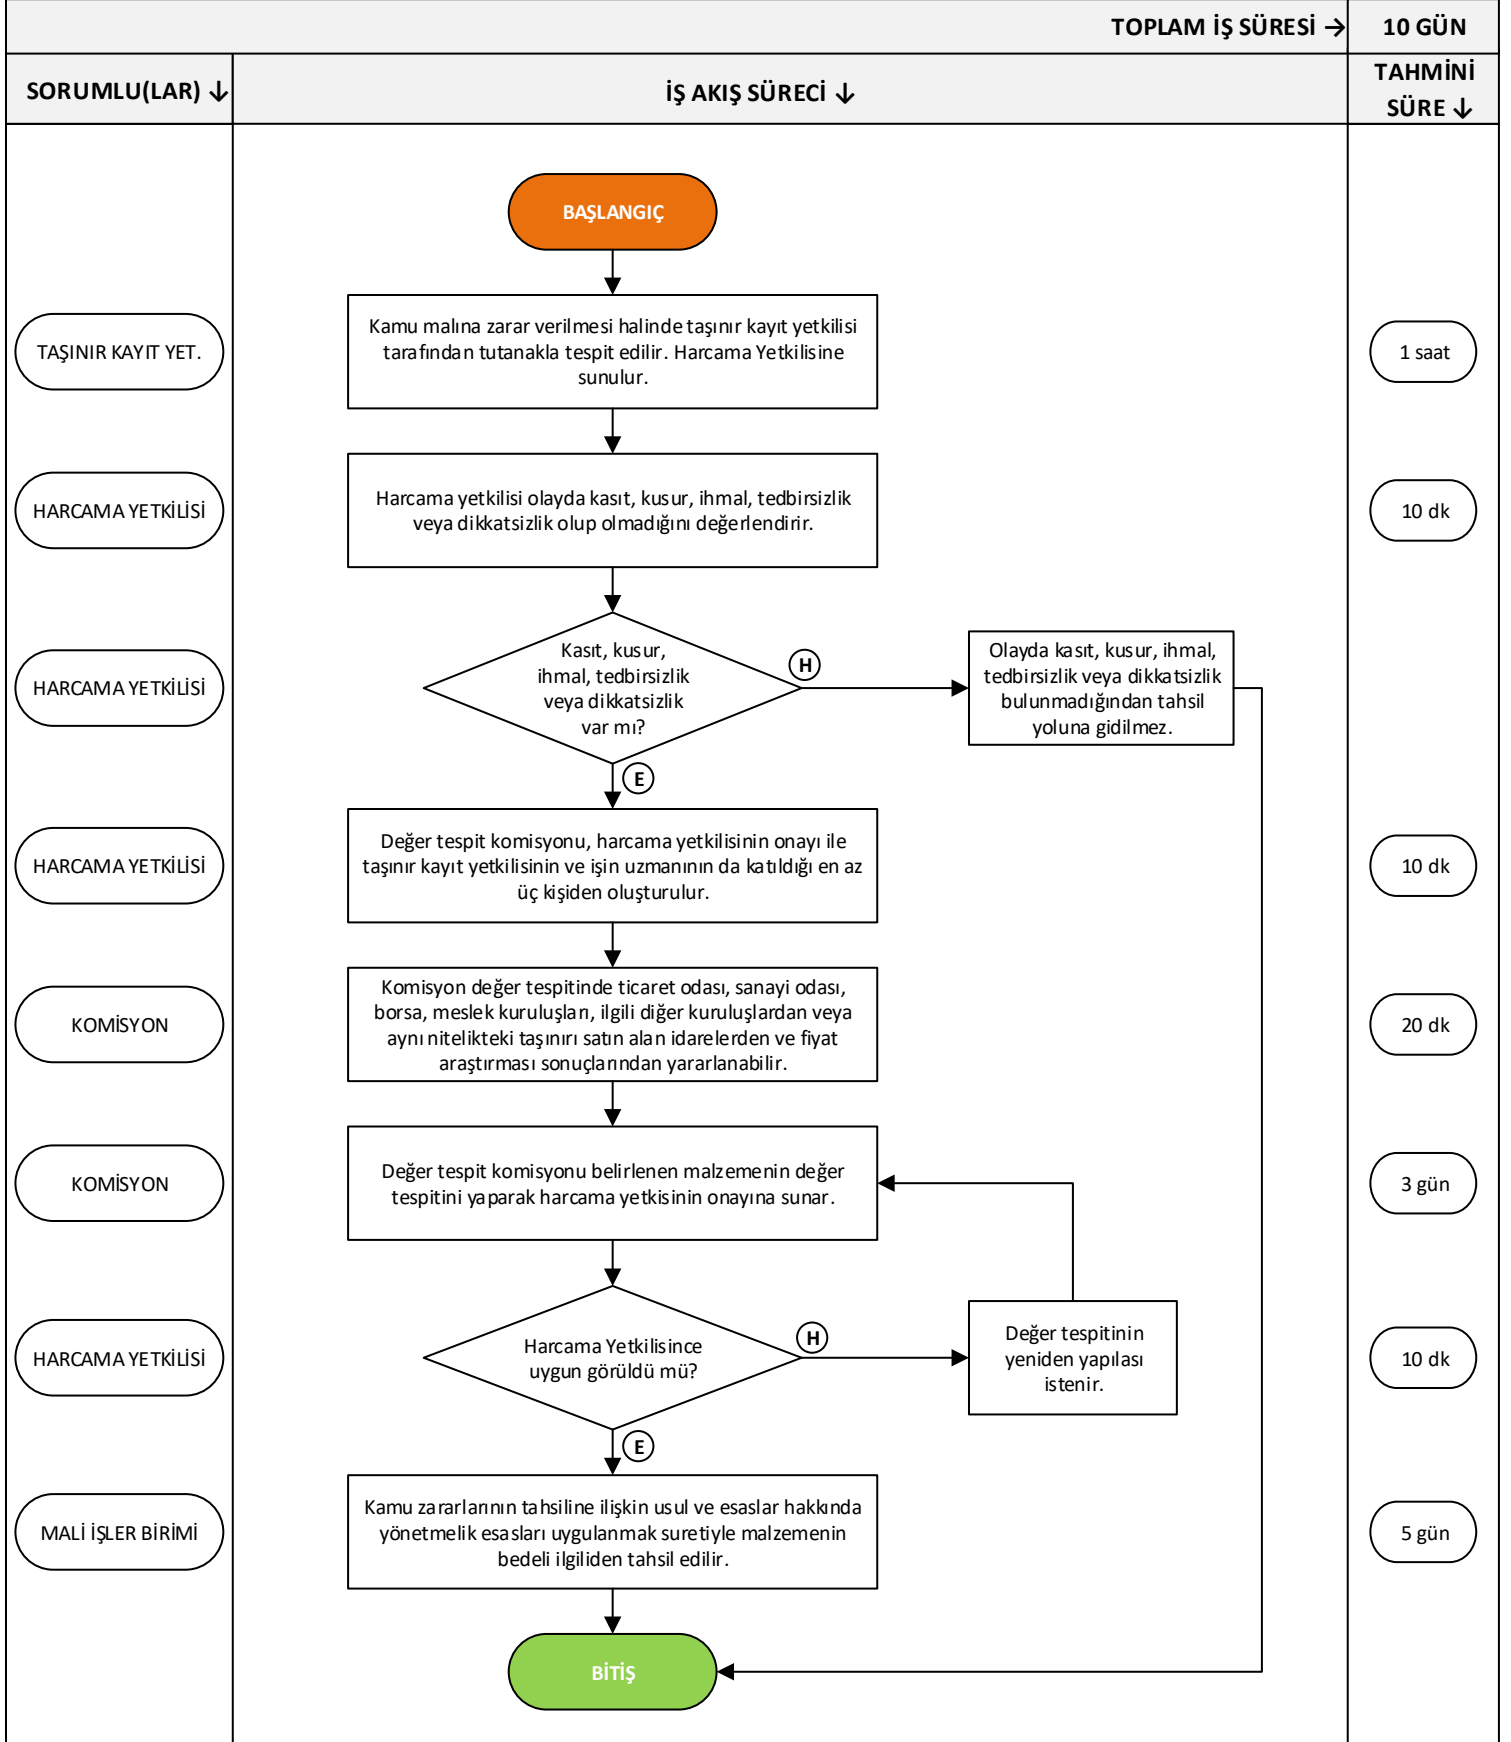 TOPLAM İŞ SÜRESİ →
10 GÜN
SORUMLU(LAR) ↓
İŞ AKIŞ SÜRECİ ↓
TAHMİNİ
SÜRE ↓
BAŞLANGIÇ
TAŞINIR KAYIT YET.
Kamu malına zarar verilmesi halinde taşınır kayıt yetkilisi
tarafından tutanakla tespit edilir. Harcama Yetkilisine
sunulur.
1 saat
HARCAMA YETKİLİSİ
Harcama yetkilisi olayda kasıt, kusur, ihmal, tedbirsizlik
veya dikkatsizlik olup olmadığını değerlendirir.
10 dk
HARCAMA YETKİLİSİ
Kasıt, kusur,
ihmal, tedbirsizlik
veya dikkatsizlik
var mı?
H
Olayda kasıt, kusur, ihmal,
tedbirsizlik veya dikkatsizlik
bulunmadığından tahsil
yoluna gidilmez.
E
HARCAMA YETKİLİSİ
Değer tespit komisyonu, harcama yetkilisinin onayı ile
taşınır kayıt yetkilisinin ve işin uzmanının da katıldığı en az
üç kişiden oluşturulur.
10 dk
KOMİSYON
Komisyon değer tespitinde ticaret odası, sanayi odası,
borsa, meslek kuruluşları, ilgili diğer kuruluşlardan veya
aynı nitelikteki taşınırı satın alan idarelerden ve fiyat
araştırması sonuçlarından yararlanabilir.
20 dk
KOMİSYON
Değer tespit komisyonu belirlenen malzemenin değer
tespitini yaparak harcama yetkisinin onayına sunar.
3 gün
HARCAMA YETKİLİSİ
Harcama Yetkilisince
uygun görüldü mü?
H
Değer tespitinin
yeniden yapılası
istenir.
10 dk
E
MALİ İŞLER BİRİMİ
Kamu zararlarının tahsiline ilişkin usul ve esaslar hakkında
yönetmelik esasları uygulanmak suretiyle malzemenin
bedeli ilgiliden tahsil edilir.
5 gün
BİTİŞ